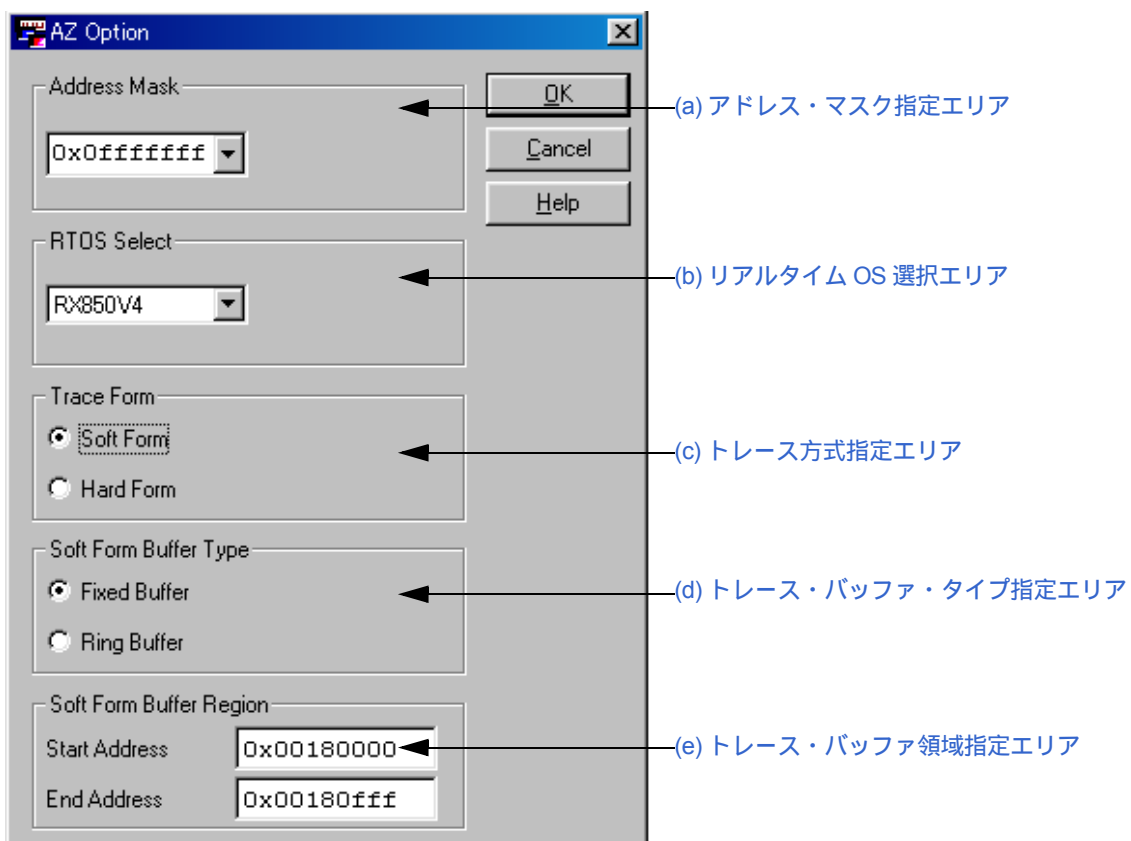 AZ Option
Address Mask
0x0fffffff
OK
Cancel
Help
(a) アドレス・マスク指定エリア
RTOS Select
RX850V4
(b) リアルタイム OS 選択エリア
Trace Form
Soft Form
Hard Form
(c) トレース方式指定エリア
Soft Form Buffer Type
Fixed Buffer
Ring Buffer
(d) トレース・バッファ・タイプ指定エリア
Soft Form Buffer Region
Start Address 0x00180000
End Address 0x00180fff
(e) トレース・バッファ領域指定エリア